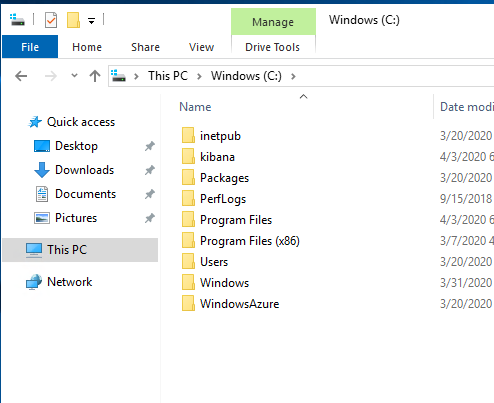 Manage
Windows (C:)
File
Home
Share
View
Drive Tools
This PC
Windows (C:)
Name
Date modi
Quick access
Desktop
Downloads
Documents
Pictures
This PC
Network
inetpub 3/20/2020
kibana 4/3/2020 6
Packages 3/20/2020
PerfLogs 9/15/2018
Program Files 4/3/2020 6
Program Files (x86) 3/7/2020 4
Users 3/20/2020
Windows 3/31/2020
WindowsAzure 3/20/2020